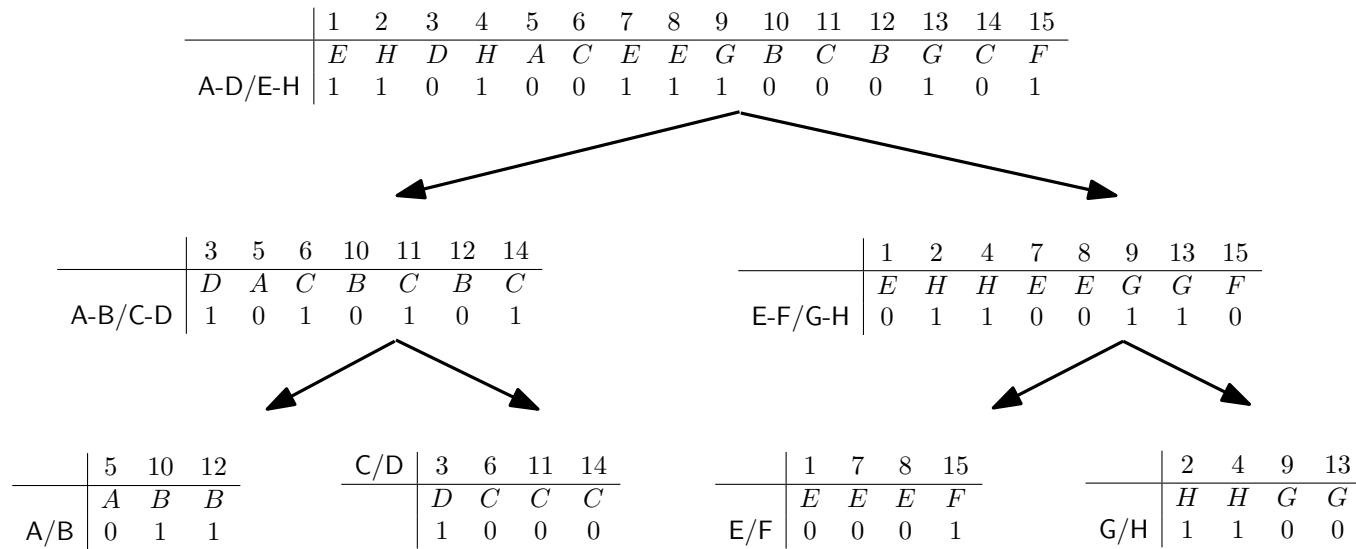 1 2 3 4 5 6 7 8 9 10 11 12 13 14 15
E H D H A C E E G B C B G C F
A-D/E-H 1 1 0 1 0 0 1 1 1 0 0 0 1 0 1
3 5 6 10 11 12 14
D A C B C B C
A-B/C-D 1 0 1 0 1 0 1
1 2 4 7 8 9 13 15
E H H E E G G F
E-F/G-H 0 1 1 0 0 1 1 0
5 10 12
A B B
A/B 0 1 1
C/D 3 6 11 14
D C C C
1 0 0 0
1 7 8 15
E E E F
E/F 0 0 0 1
2 4 9 13
H H G G
G/H 1 1 0 0